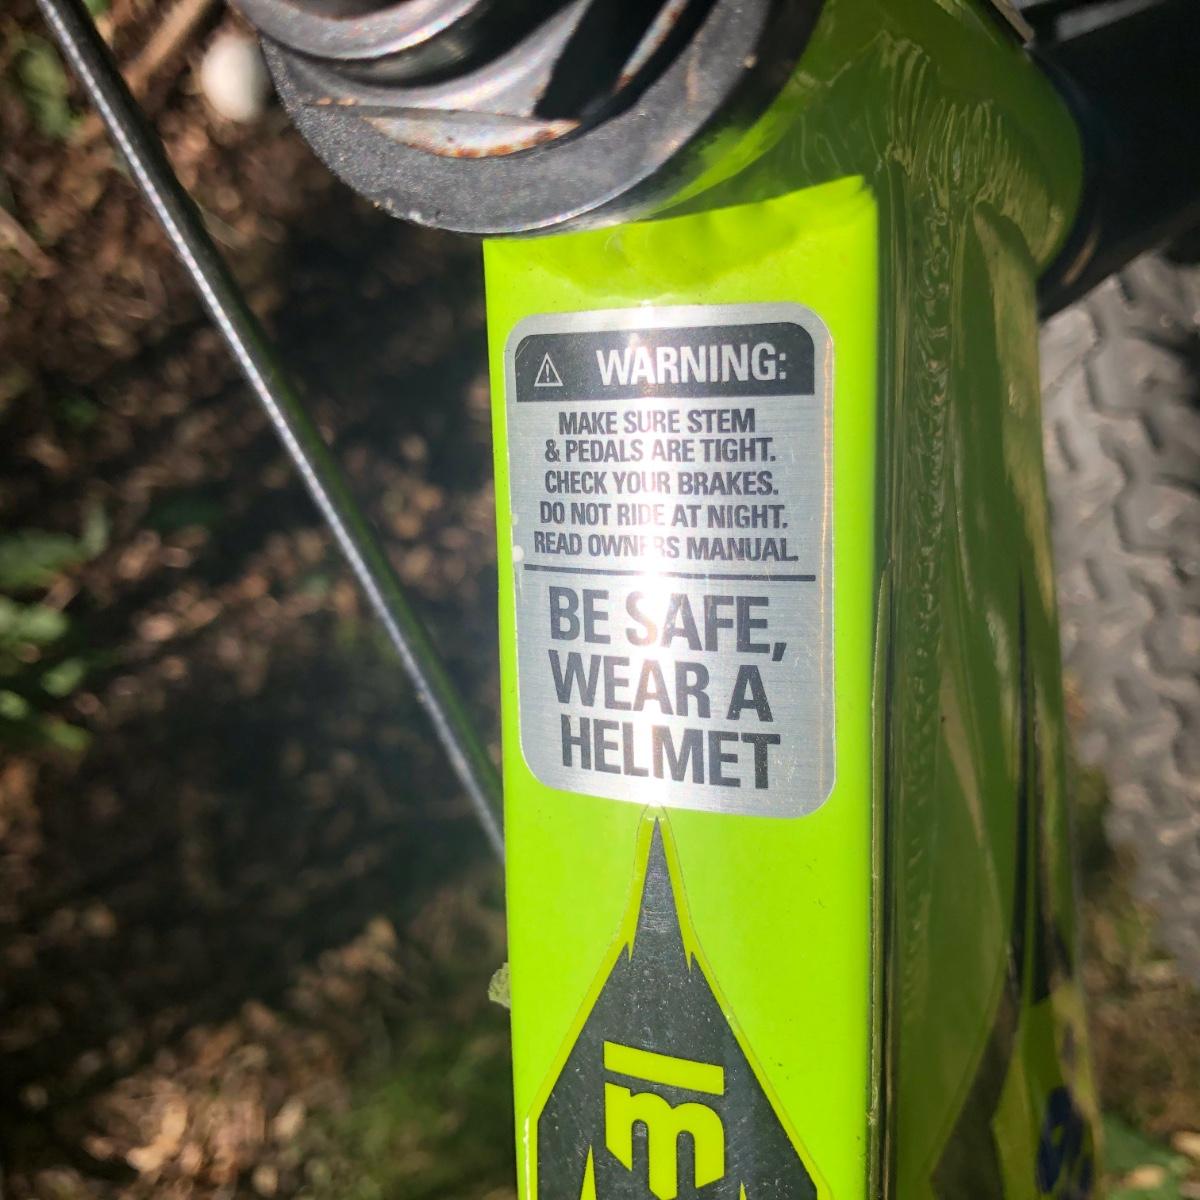 WARNING:
MAKE SURE STEM
& PEDALS ARE TIGHT.
CHECK YOUR BRAKES.
DO NOT RIDE AT NIGHT.
READ OWNERS MANUAL.
BE SAFE,
WEAR A
HELMET